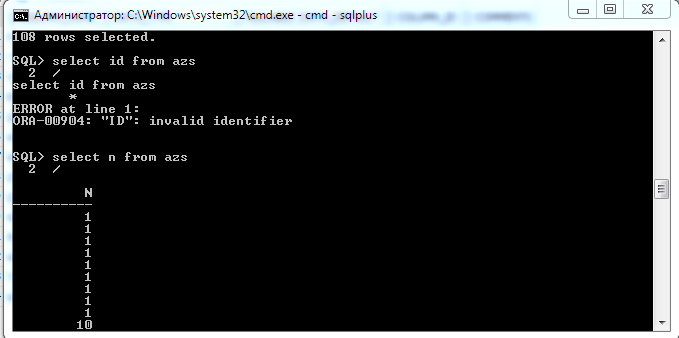 Администратор: C:\Windows\system32\cmd.exe - cmd - sqlplus
108 rows selected.
SQL> select id from azs
  2  /
select id from azs
       *
ERROR at line 1:
ORA-00904: "ID": invalid identifier
SQL> select n from azs
  2  /
         N
----------
         1
         1
         1
         1
         1
         1
         1
         1
         1
        10